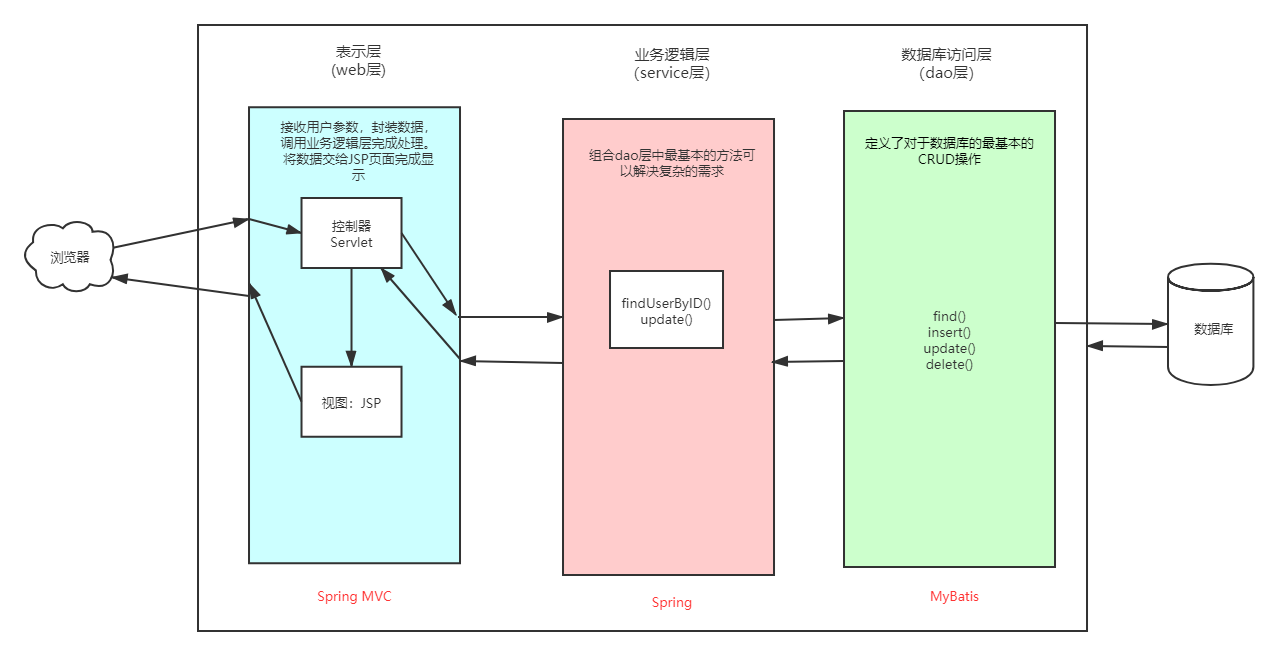 表示层
(web层)
业务逻辑层
(service层)
数据库访问层
(dao层)
接收用户参数，封装数据，
调用业务逻辑层完成处理。
将数据交给JSP页面完成显
示
组合dao层中最基本的方法可
以解决复杂的需求
定义了对于数据库的最基本的
CRUD操作
控制器
Servlet
浏览器
findUserByID()
update()
find()
insert()
update()
delete()
数据库
视图：JSP
Spring MVC
Spring
MyBatis